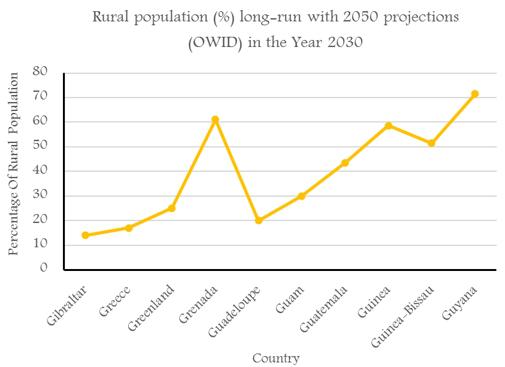 Rural population (%) long-run with 2050 projections
(OWID) in the Year 2030
Percentage Of Rural Population
80
70
60
50
40
30
20
10
0
Gibraltar
Greece
Greenland
Grenada
Guadeloupe
Guam
Guatemala
Guinea
Guinea-Bissau
Guyana
Country